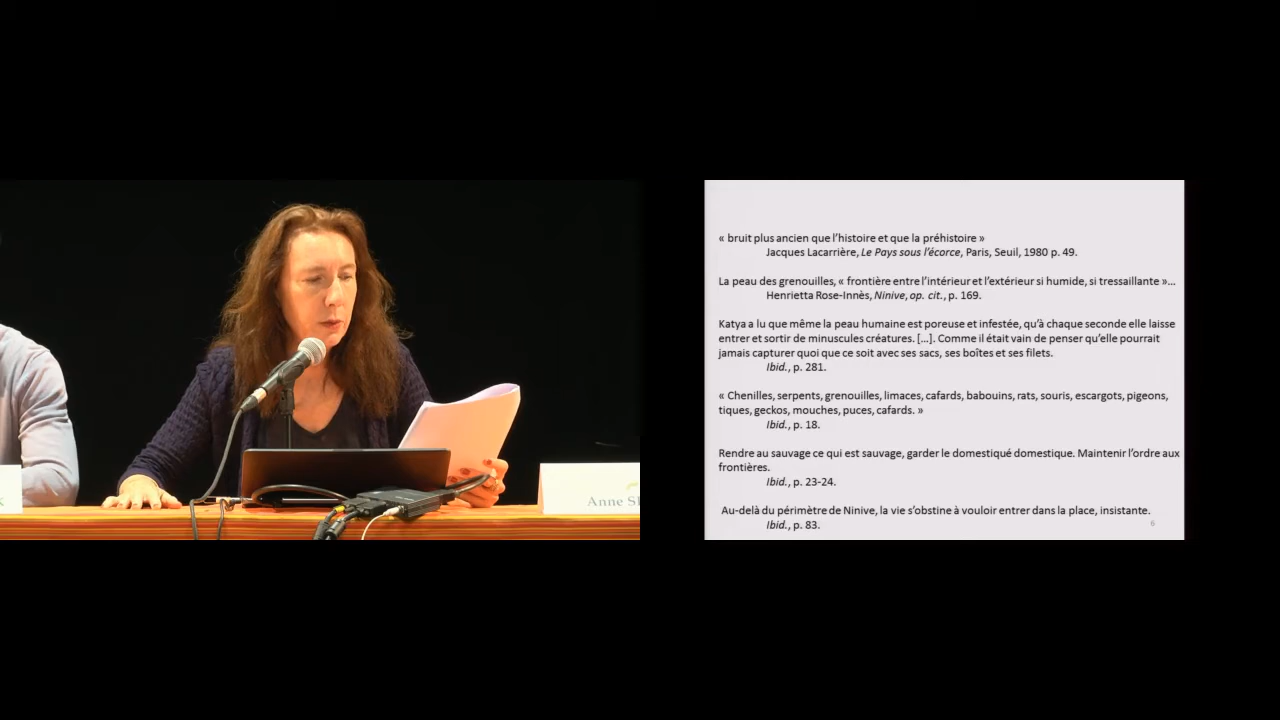 « bruit plus ancien que l'histoire et que la préhistoire »
Jacques Lacarrière, Le Pays sous l'écorce, Paris, Seuil, 1980 p. 49.
La peau des grenouilles, « frontière entre l'intérieur et l'extérieur si humide, si tressaillante »...
Henrietta Rose-Innès, Ninive, op. cit., p. 169.
Katya a lu que même la peau humaine est poreuse et infestée, qu'à chaque seconde elle laisse
entrer et sortir de minuscules créatures. [...]. Comme il était vain de penser qu'elle pourrait
jamais capturer quoi que ce soit avec ses sacs, ses boîtes et ses filets.
Ibid., p. 281.
« Chenilles, serpents, grenouilles, limaces, cafards, babouins, rats, souris, escargots, pigeons,
tiques, geckos, mouches, puces, cafards. »
Ibid., p. 18.
Rendre au sauvage ce qui est sauvage, garder le domestiqué domestique. Maintenir l'ordre aux
frontières.
Ibid., p. 23-24.
Au-delà du périmètre de Ninive, la vie s'obstine à vouloir entrer dans la place, insistante.
Ibid., p. 83.
6
Anne